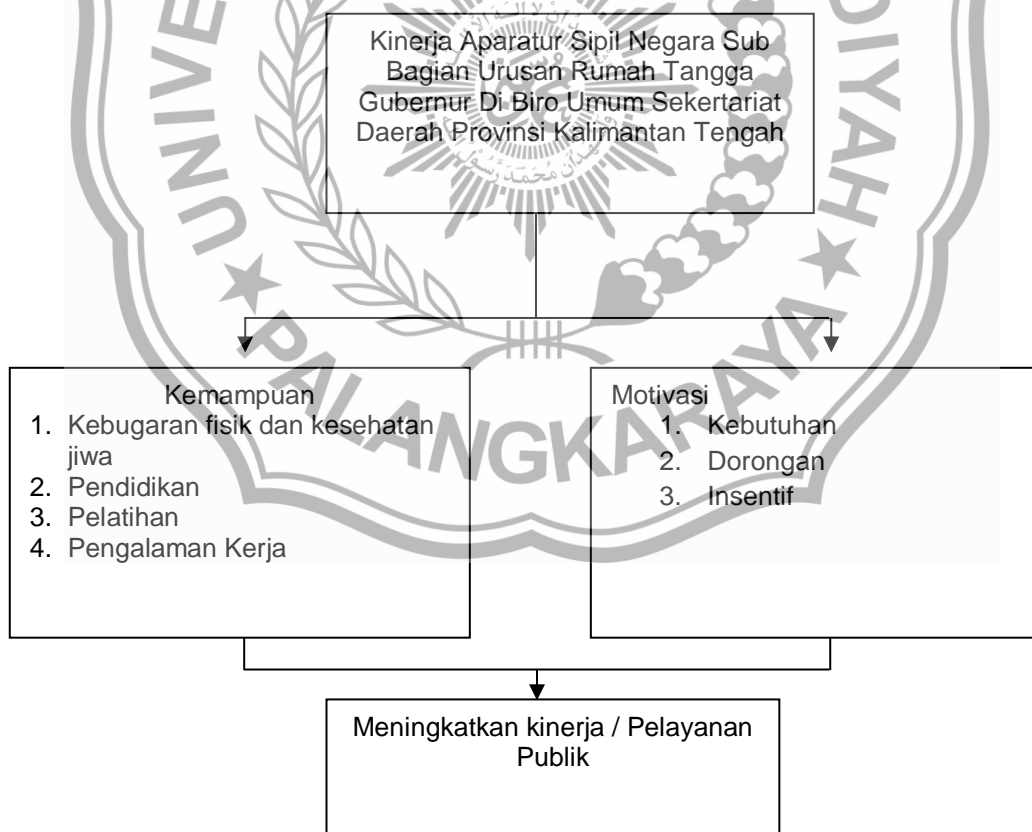 Kinerja Aparatur Sipil Negara Sub
Bagian Urusan Rumah Tangga
Gubernur Di Biro Umum Sekertariat
Daerah Provinsi Kalimantan Tengah
Kemampuan
1. Kebugaran fisik dan kesehatan
jiwa
2. Pendidikan
3. Pelatihan
4. Pengalaman Kerja
Motivasi
1. Kebutuhan
2. Dorongan
3. Insentif
Meningkatkan kinerja / Pelayanan
Publik
PALANGKARAYA